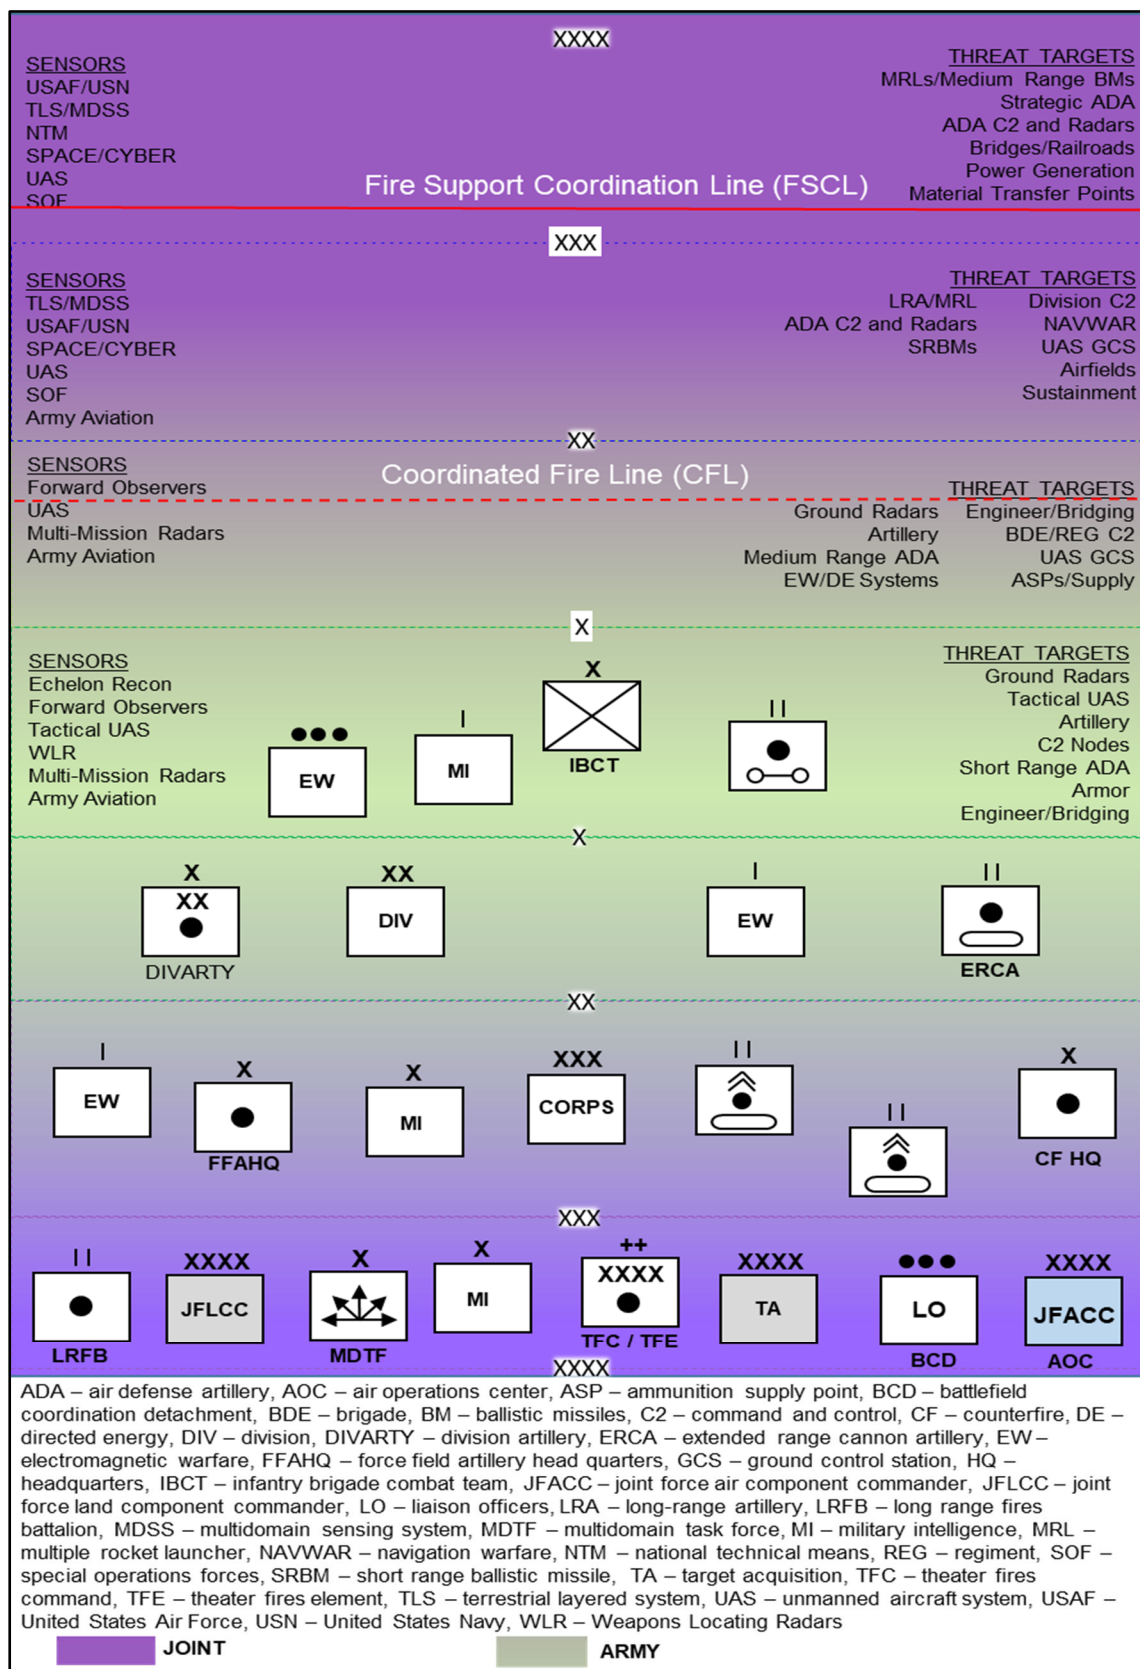 XXXX
SENSORS
USAF/USN
TLS/MDSS
NTM
SPACE/CYBER
UAS
SOF
THREAT TARGETS
MRLs/Medium Range BMs
Strategic ADA
ADA C2 and Radars
Bridges/Railroads
Power Generation
Material Transfer Points
Fire Support Coordination Line (FSCL)
XXX
SENSORS
TLS/MDSS
USAF/USN
SPACE/CYBER
UAS
SOF
Army Aviation
THREAT TARGETS
LRA/MRL Division C2
ADA C2 and Radars NAVWAR
SRBMs UAS GCS
Airfields
Sustainment
XX
SENSORS
Forward Observers
UAS
Multi-Mission Radars
Army Aviation
Coordinated Fire Line (CFL)
THREAT TARGETS
Ground Radars Engineer/Bridging
Artillery BDE/REG C2
Medium Range ADA UAS GCS
EW/DE Systems ASPs/Supply
X
SENSORS
Echelon Recon
Forward Observers
Tactical UAS
WLR
Multi-Mission Radars
Army Aviation
EW
I
MI
X
IBCT
II
THREAT TARGETS
Ground Radars
Tactical UAS
Artillery
C2 Nodes
Short Range ADA
Armor
Engineer/Bridging
X
X
XX
DIVARTY
XX
DIV
I
EW
II
ERCA
XX
I
EW
X
FFAHQ
X
MI
XXX
CORPS
II
II
X
CF HQ
XXX
II
LRFB
XXXX
JFLCC
X
MDTF
X
MI
++
XXXX
TFC / TFE
XXXX
TA
LO
BCD
XXXX
JFACC
AOC
XXXX
ADA – air defense artillery, AOC – air operations center, ASP – ammunition supply point, BCD – battlefield
coordination detachment, BDE – brigade, BM – ballistic missiles, C2 – command and control, CF – counterfire, DE –
directed energy, DIV – division, DIVARTY – division artillery, ERCA – extended range cannon artillery, EW –
electromagnetic warfare, FFAHQ – force field artillery head quarters, GCS – ground control station, HQ –
headquarters, IBCT – infantry brigade combat team, JFACC – joint force air component commander, JFLCC – joint
force land component commander, LO – liaison officers, LRA – long-range artillery, LRFB – long range fires
battalion, MDSS – multidomain sensing system, MDTF – multidomain task force, MI – military intelligence, MRL –
multiple rocket launcher, NAVWAR – navigation warfare, NTM – national technical means, REG – regiment, SOF –
special operations forces, SRBM – short range ballistic missile, TA – target acquisition, TFC – theater fires
command, TFE – theater fires element, TLS – terrestrial layered system, UAS – unmanned aircraft system, USAF –
United States Air Force, USN – United States Navy, WLR – Weapons Locating Radars
JOINT
ARMY